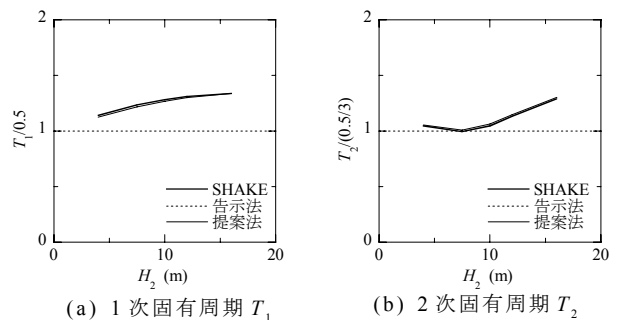 2
1
0
T₁/0.5
SHAKE
告示法
提案法
0 10 20
H₂ (m)
(a) 1 次固有周期 T₁
2
1
0
T₂/(0.5/3)
SHAKE
告示法
提案法
0 10 20
H₂ (m)
(b) 2 次固有周期 T₂